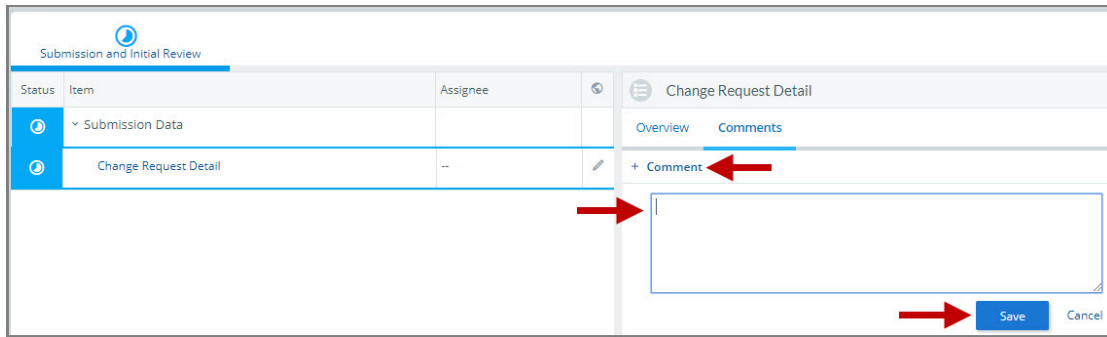 Submission and Initial Review
Status Item Assignee
Change Request Detail
Submission Data
Overview Comments
Change Request Detail --
+ Comment
Save Cancel